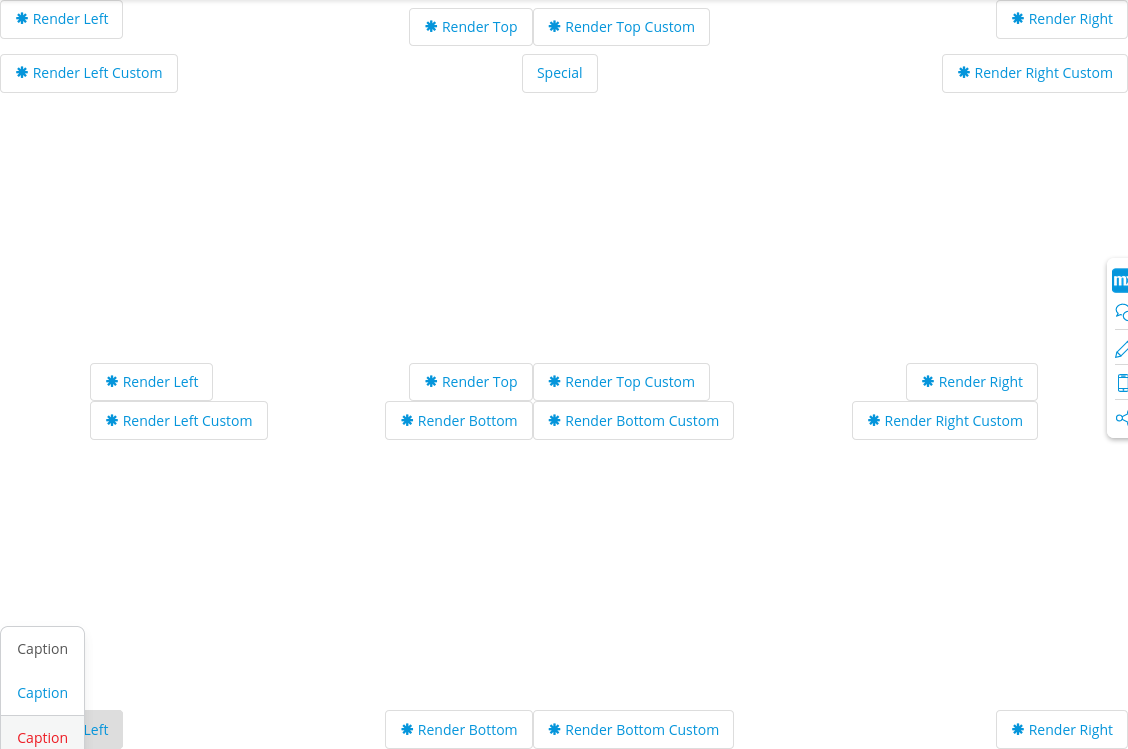 Render Left
Render Top
Render Top Custom
Render Right
Render Left Custom
Special
Render Right Custom
Render Left
Render Top
Render Top Custom
Render Right
Render Left Custom
Render Bottom
Render Bottom Custom
Render Right Custom
Caption
Caption
Caption
Left
Render Bottom
Render Bottom Custom
Render Right